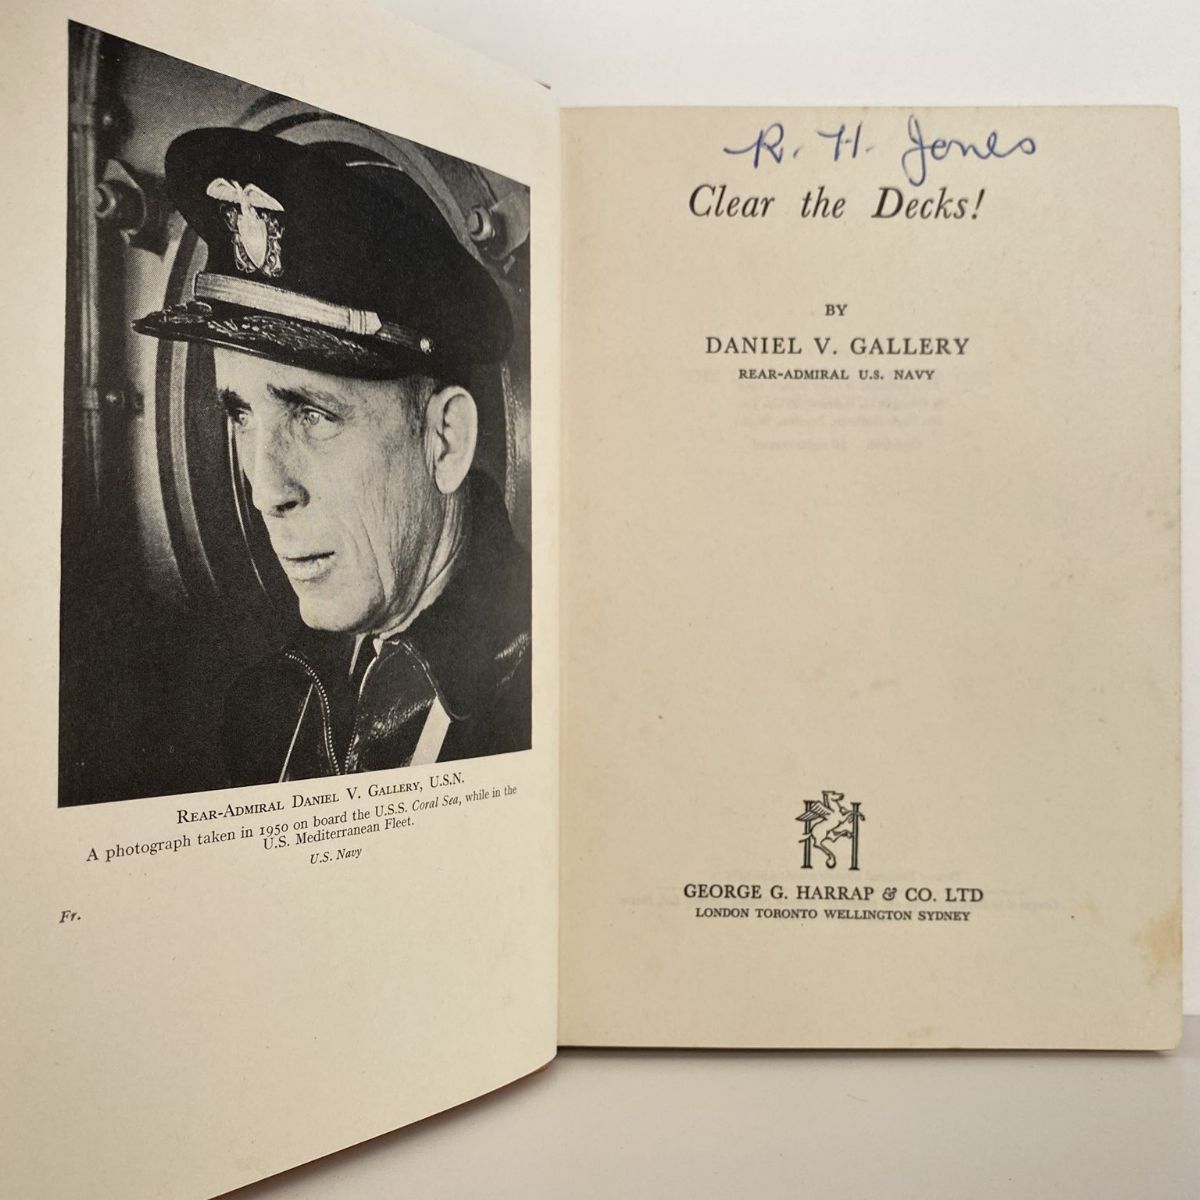 REAR-ADMIRAL DANIEL V. GALLERY, U.S.N.
A photograph taken in 1950 on board the U.S.S. Coral Sea, while in the
U.S. Mediterranean Fleet.
U.S. Navy
Fr.
R. H. Jones
Clear the Decks!
BY
DANIEL V. GALLERY
REAR-ADMIRAL U.S. NAVY
H
GEORGE G. HARRAP & CO. LTD
LONDON TORONTO WELLINGTON SYDNEY